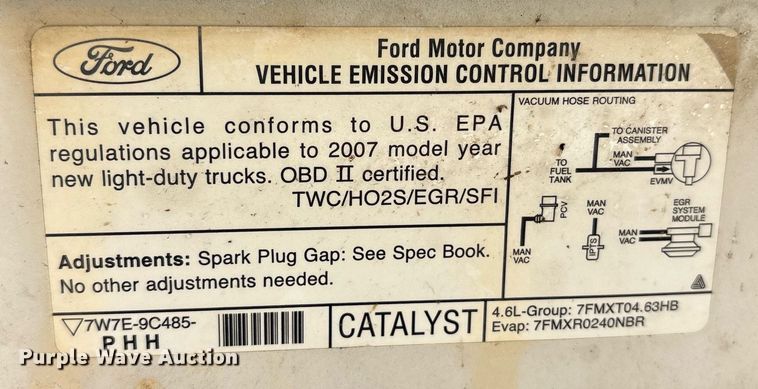 Ford
Ford Motor Company
VEHICLE EMISSION CONTROL INFORMATION
This vehicle conforms to U.S. EPA
regulations applicable to 2007 model year
new light-duty trucks. OBD II certified.
TWC/HO2S/EGR/SFI
Adjustments: Spark Plug Gap: See Spec Book.
No other adjustments needed.
VACUUM HOSE ROUTING
TO CANISTER
ASSEMBLY
MAN
VAC
TO
FUEL
TANK
EVMV
PCV
MAN
VAC
MAN
VAC
IPTS
EGR
SYSTEM
MODULE
MAN
VAC
▽7W7E-9C485-
P H H
CATALYST
4.6L-Group: 7FMXT04.63HB
Evap: 7FMXR0240NBR
Purple Wave Auction